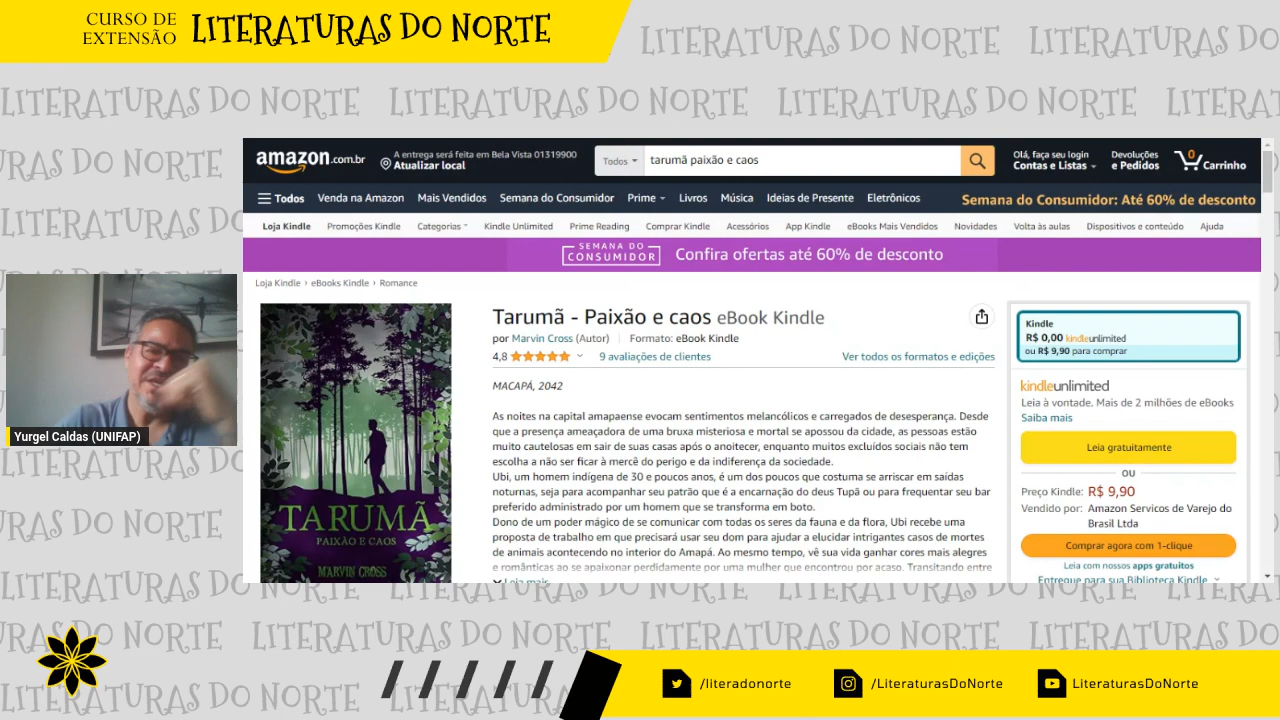 CURSO DE
EXTENSÃO
LITERATURAS DO NORTE
LITERATURAS DO NORTE
amazon.com.br
A entrega será feita em Bela Vista 01319900
Atualizar local
Todos
tarumã paixão e caos
Olá, faça seu login
Contas e Listas
Devoluções
e Pedidos
0
Carrinho
Todos
Venda na Amazon
Mais Vendidos
Semana do Consumidor
Prime
Livros
Música
Ideias de Presente
Eletrônicos
Semana do Consumidor: Até 60% de desconto
Loja Kindle
Promoções Kindle
Categorias
Kindle Unlimited
Prime Reading
Comprar Kindle
Acessórios
App Kindle
eBooks Mais Vendidos
Novidades
Volta às aulas
Dispositivos e conteúdo
Ajuda
SEMANA DO
CONSUMIDOR
Confira ofertas até 60% de desconto
Loja Kindle › eBooks Kindle › Romance
TARUMÃ
PAIXÃO E CAOS
MARVIN CROSS
Tarumã - Paixão e caos eBook Kindle
por Marvin Cross (Autor) | Formato: eBook Kindle
4,8
9 avaliações de clientes
Ver todos os formatos e edições
MACAPÁ, 2042
As noites na capital amapaense evocam sentimentos melancólicos e carregados de desesperança. Desde
que a presença ameaçadora de uma bruxa misteriosa e mortal se apossou da cidade, as pessoas estão
muito cautelosas em sair de suas casas após o anoitecer, enquanto muitos excluídos sociais não tem
escolha a não ser ficar à mercê do perigo e da indiferença da sociedade.
Ubi, um homem indígena de 30 e poucos anos, é um dos poucos que costuma se arriscar em saídas
noturnas, seja para acompanhar seu patrão que é a encarnação do deus Tupã ou para frequentar seu bar
preferido administrado por um homem que se transforma em boto.
Dono de um poder mágico de se comunicar com todas os seres da fauna e da flora, Ubi recebe uma
proposta de trabalho em que precisará usar seu dom para ajudar a elucidar intrigantes casos de mortes
de animais acontecendo no interior do Amapá. Ao mesmo tempo, vê sua vida ganhar cores mais alegres
e românticas ao se apaixonar perdidamente por uma mulher que encontrou por acaso. Transitando entre
Leia mais
Kindle
R$ 0,00 kindleunlimited
ou R$ 9,90 para comprar
kindleunlimited
Leia à vontade. Mais de 2 milhões de eBooks
Saiba mais
Leia gratuitamente
OU
Preço Kindle: R$ 9,90
Vendido por: Amazon Servicos de Varejo do
Brasil Ltda
Comprar agora com 1-clique
Leia com nossos apps gratuitos
Entregue para sua Biblioteca Kindle
Yurgel Caldas (UNIFAP)
/literadonorte
/LiteraturasDoNorte
LiteraturasDoNorte